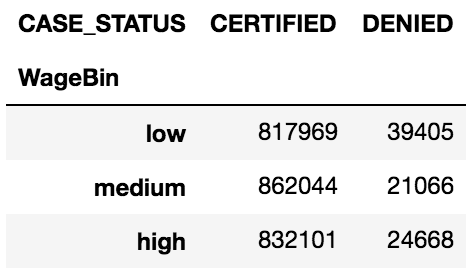 CASE_STATUS CERTIFIED DENIED
WageBin
low 817969 39405
medium 862044 21066
high 832101 24668